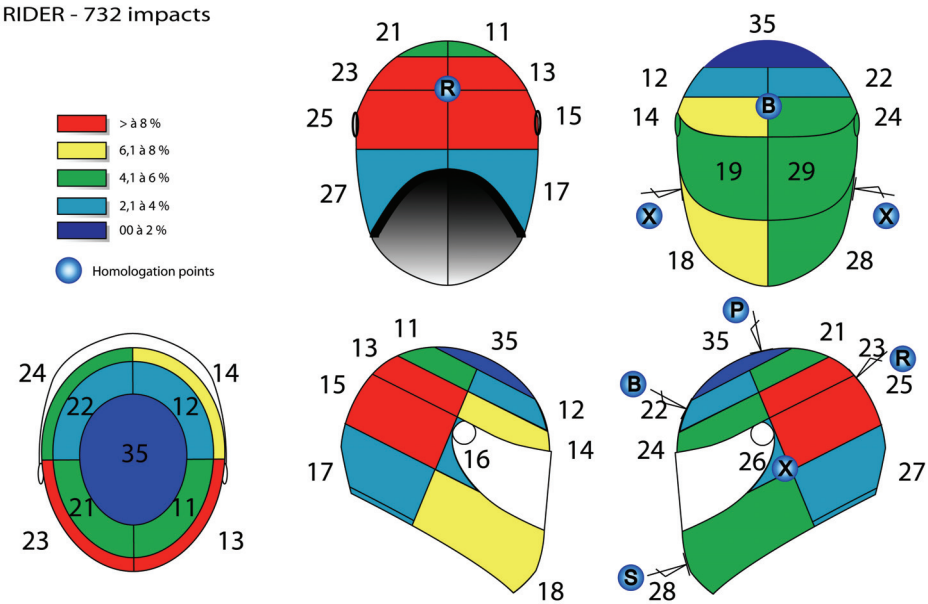 RIDER - 732 impacts
> à 8 %
6,1 à 8 %
4,1 à 6 %
2,1 à 4 %
00 à 2 %
Homologation points
21 11
23 13
R
25 15
27 17
35
12 22
B
14 24
19 29
X X
18 28
24 14
22 12
35
21 11
23 13
11 35
13
15
12
14
16
17
18
P
35 21
23 R
B 25
22
24
26 X 27
S 28